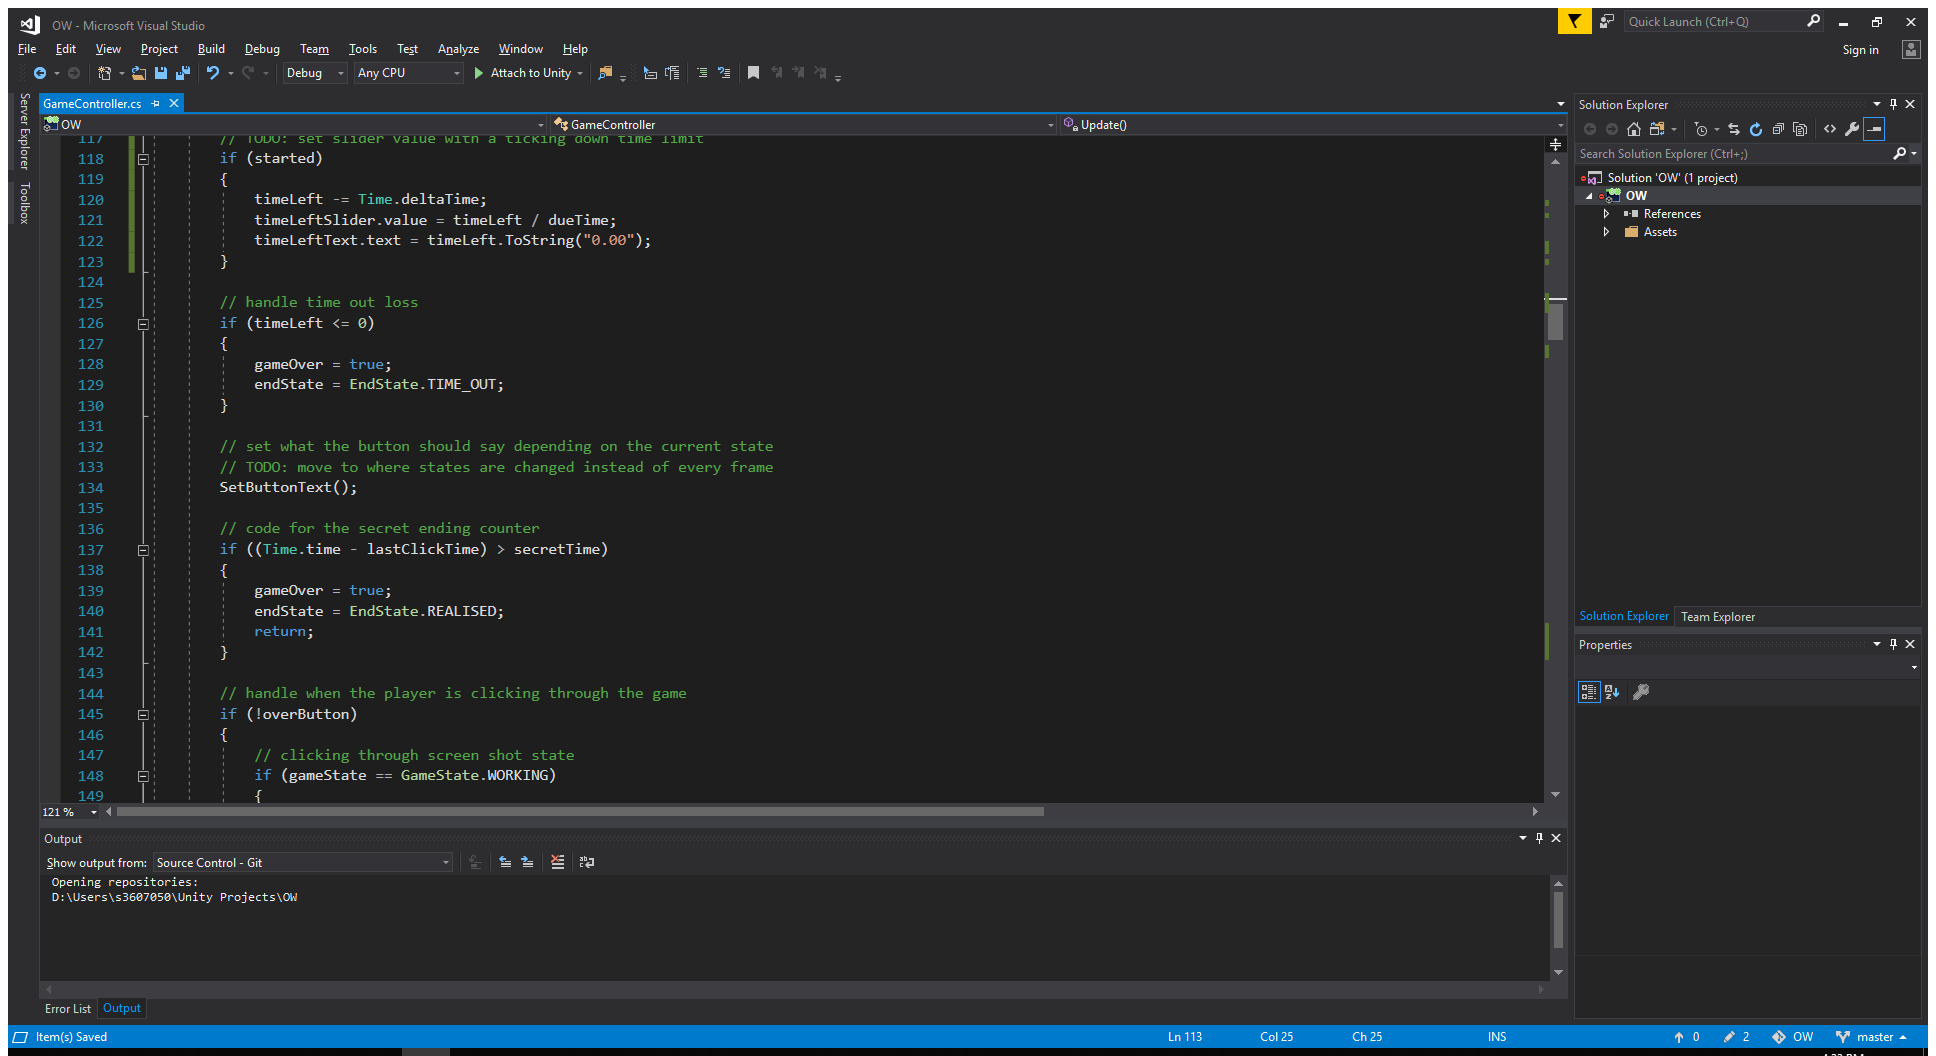 OW - Microsoft Visual Studio
Quick Launch (Ctrl+Q)
File Edit View Project Build Debug Team Tools Test Analyze Window Help
Sign in
Debug Any CPU Attach to Unity
Server Explorer
Toolbox
GameController.cs
OW GameController Update()
117 // TODO: set slider value with a ticking down time limit
118 if (started)
119 {
120 timeLeft -= Time.deltaTime;
121 timeLeftSlider.value = timeLeft / dueTime;
122 timeLeftText.text = timeLeft.ToString("0.00");
123 }
124
125 // handle time out loss
126 if (timeLeft <= 0)
127 {
128 gameOver = true;
129 endState = EndState.TIME_OUT;
130 }
131
132 // set what the button should say depending on the current state
133 // TODO: move to where states are changed instead of every frame
134 SetButtonText();
135
136 // code for the secret ending counter
137 if ((Time.time - lastClickTime) > secretTime)
138 {
139 gameOver = true;
140 endState = EndState.REALISED;
141 return;
142 }
143
144 // handle when the player is clicking through the game
145 if (!overButton)
146 {
147 // clicking through screen shot state
148 if (gameState == GameState.WORKING)
149 {
121 %
Output
Show output from: Source Control - Git
Opening repositories:
D:\Users\s3607050\Unity Projects\OW
Error List Output
Solution Explorer
Search Solution Explorer (Ctrl+;)
Solution 'OW' (1 project)
OW
References
Assets
Solution Explorer Team Explorer
Properties
Item(s) Saved Ln 113 Col 25 Ch 25 INS 0 2 OW master